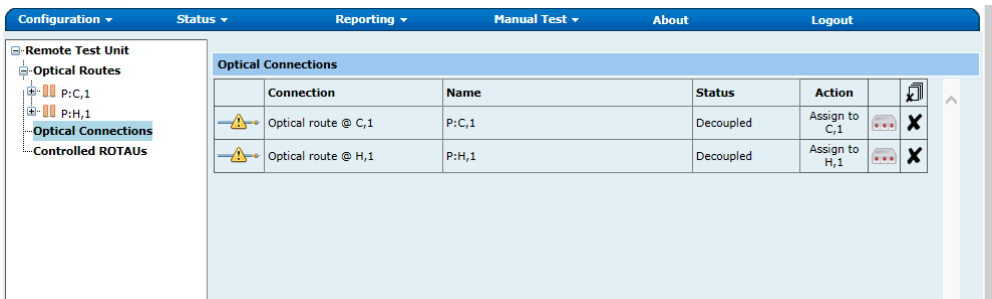 Configuration Status Reporting Manual Test About Logout
Remote Test Unit
Optical Routes
P:C,1
P:H,1
Optical Connections
Controlled ROTAUs
Optical Connections
Connection Name Status Action
Optical route @ C,1 P:C,1 Decoupled Assign to
C,1
Optical route @ H,1 P:H,1 Decoupled Assign to
H,1